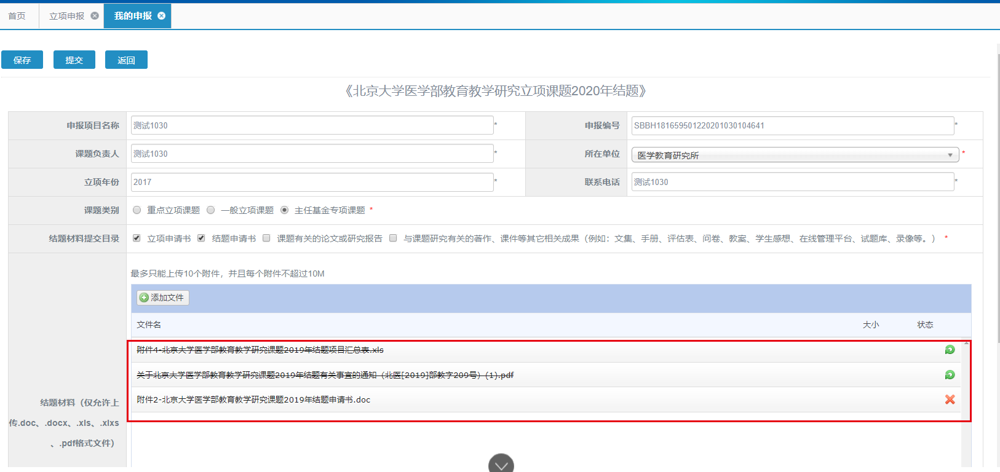 首页 立项申报 我的申报
保存 提交 返回
《北京大学医学部教育教学研究立项课题2020年结题》
申报项目名称 测试1030 * 申报编号 SBBH181659501220201030104641 *
课题负责人 测试1030 * 所在单位 医学教育研究所 *
立项年份 2017 * 联系电话 测试1030 *
课题类别 重点立项课题 一般立项课题 主任基金专项课题 *
结题材料提交目录 立项申请书 结题申请书 课题有关的论文或研究报告 与课题研究有关的著作、课件等其它相关成果（例如：文集、手册、评估表、问卷、教案、学生感想、在线管理平台、试题库、录像等。） *
最多只能上传10个附件，并且每个附件不超过10M
添加文件
文件名 大小 状态
附件4-北京大学医学部教育教学研究课题2019年结题项目汇总表.xls
关于北京大学医学部教育教学研究课题2019年结题有关事宜的通知（北医[2019]部教字209号）(1).pdf
附件2-北京大学医学部教育教学研究课题2019年结题申请书.doc
结题材料（仅允许上
传.doc、.docx、.xls、.xlxs
、.pdf格式文件）